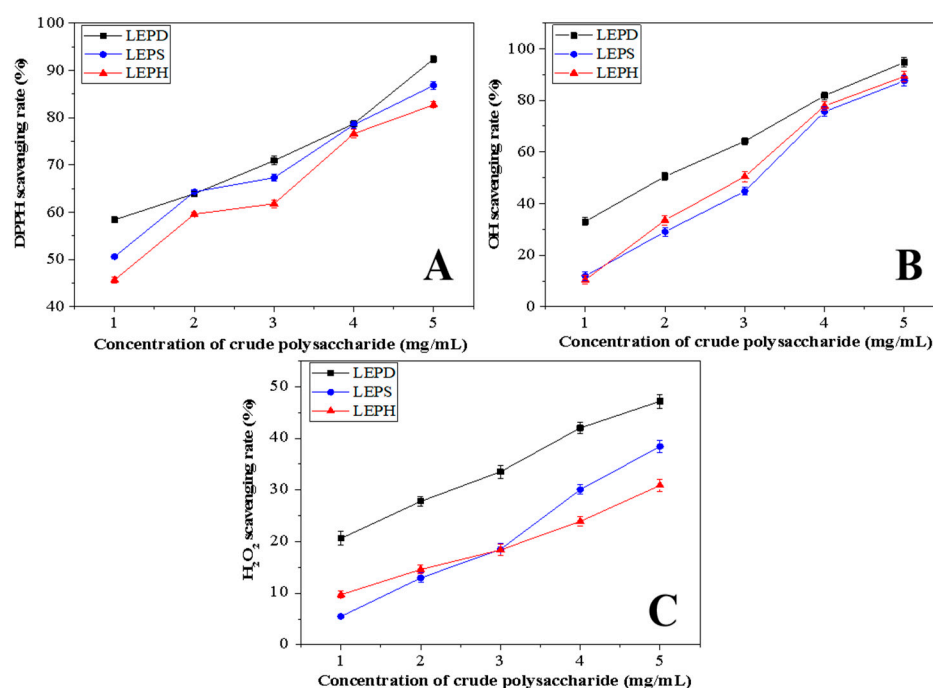 100
90
80
70
60
50
40
DPPH scavenging rate (%)
LEPD
LEPS
LEPH
A
1 2 3 4 5
Concentration of crude polysaccharide (mg/mL)
100
80
60
40
20
0
OH scavenging rate (%)
LEPD
LEPS
LEPH
B
1 2 3 4 5
Concentration of crude polysaccharide (mg/mL)
50
40
30
20
10
0
H₂O₂ scavenging rate (%)
LEPD
LEPS
LEPH
C
1 2 3 4 5
Concentration of crude polysaccharide (mg/mL)